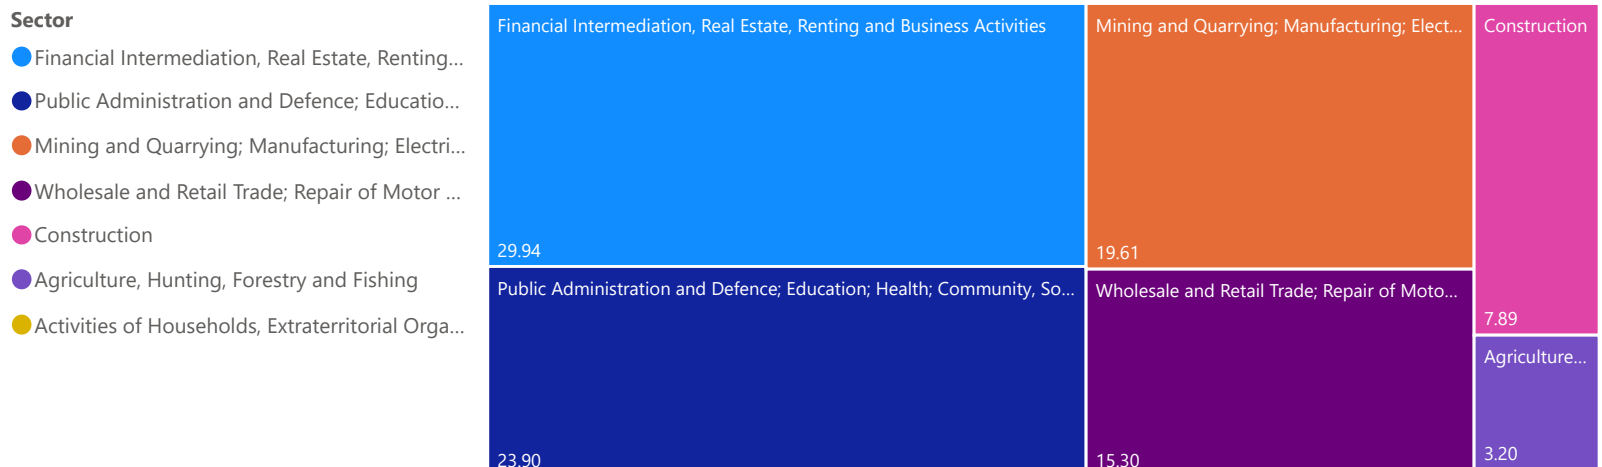 Sector
Financial Intermediation, Real Estate, Renting...
Public Administration and Defence; Educatio...
Mining and Quarrying; Manufacturing; Electri...
Wholesale and Retail Trade; Repair of Motor ...
Construction
Agriculture, Hunting, Forestry and Fishing
Activities of Households, Extraterritorial Orga...
Financial Intermediation, Real Estate, Renting and Business Activities
29.94
Public Administration and Defence; Education; Health; Community, So...
23.90
Mining and Quarrying; Manufacturing; Elect...
19.61
Wholesale and Retail Trade; Repair of Moto...
15.30
Construction
7.89
Agriculture...
3.20